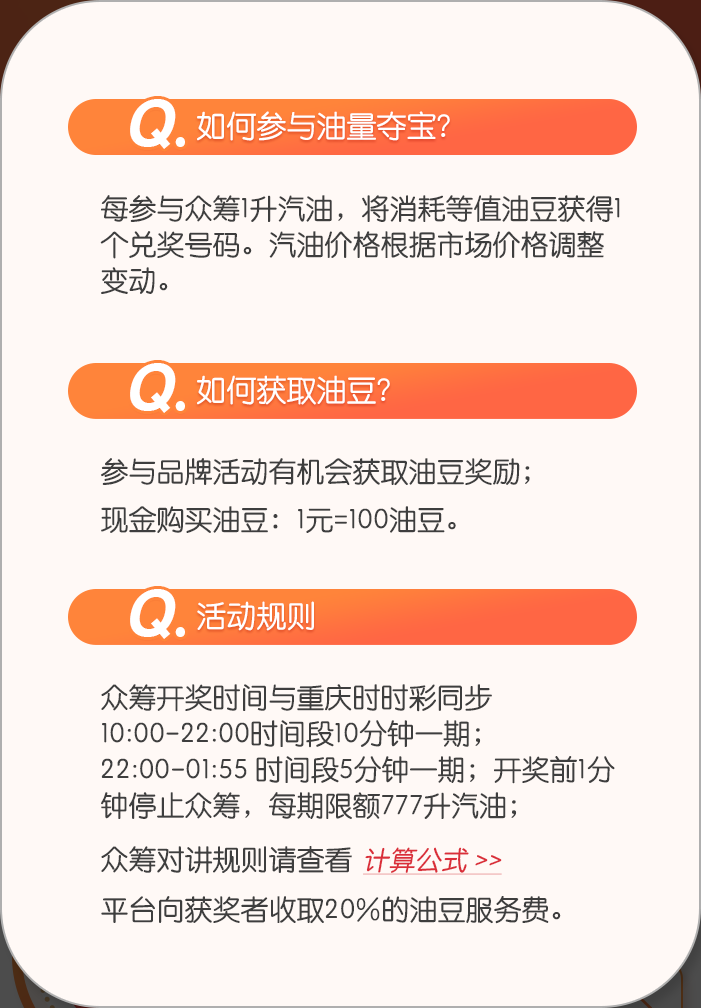 Q. 如何参与油量夺宝?
每参与众筹1升汽油，将消耗等值油豆获得1
个兑奖号码。汽油价格根据市场价格调整
变动。
Q. 如何获取油豆?
参与品牌活动有机会获取油豆奖励；
现金购买油豆：1元=100油豆。
Q. 活动规则
众筹开奖时间与重庆时时彩同步
10:00-22:00时间段10分钟一期；
22:00-01:55 时间段5分钟一期；开奖前1分
钟停止众筹，每期限额777升汽油；
众筹对讲规则请查看 计算公式 >>
平台向获奖者收取20%的油豆服务费。